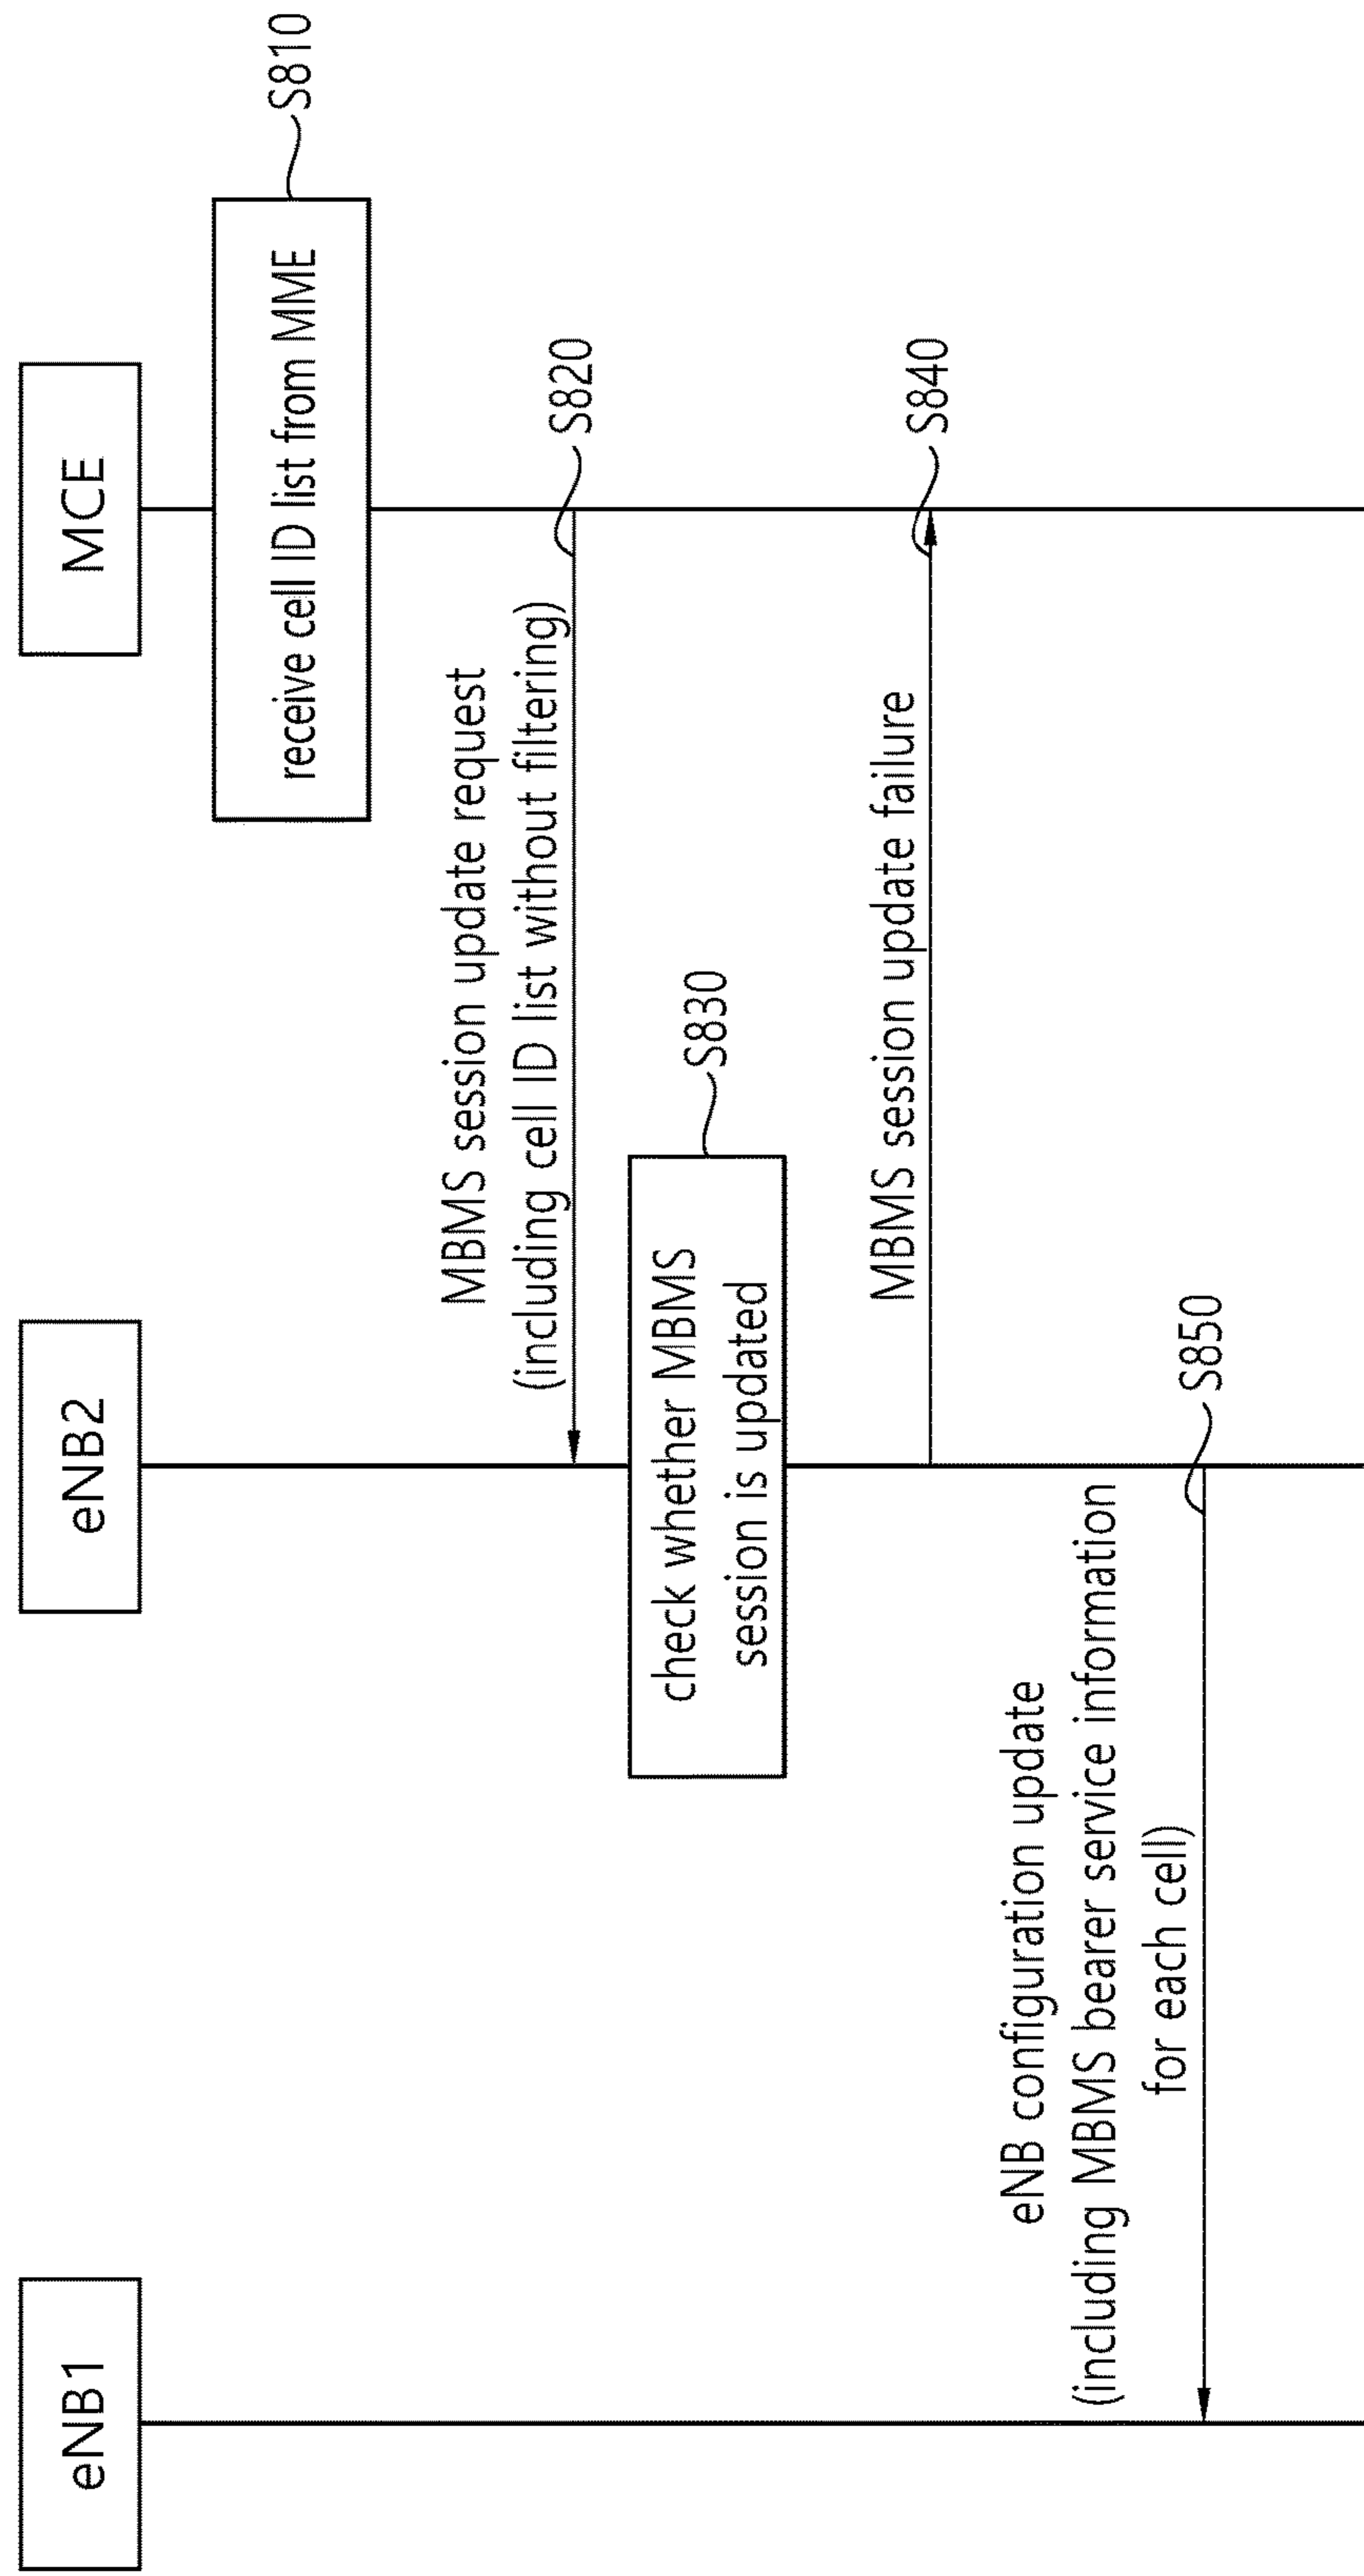 eNB1
eNB2
MCE
receive cell ID list from MME
S810
MBMS session update request
(including cell ID list without filtering)
S820
check whether MBMS
session is updated
S830
MBMS session update failure
S840
eNB configuration update
(including MBMS bearer service information
for each cell)
S850